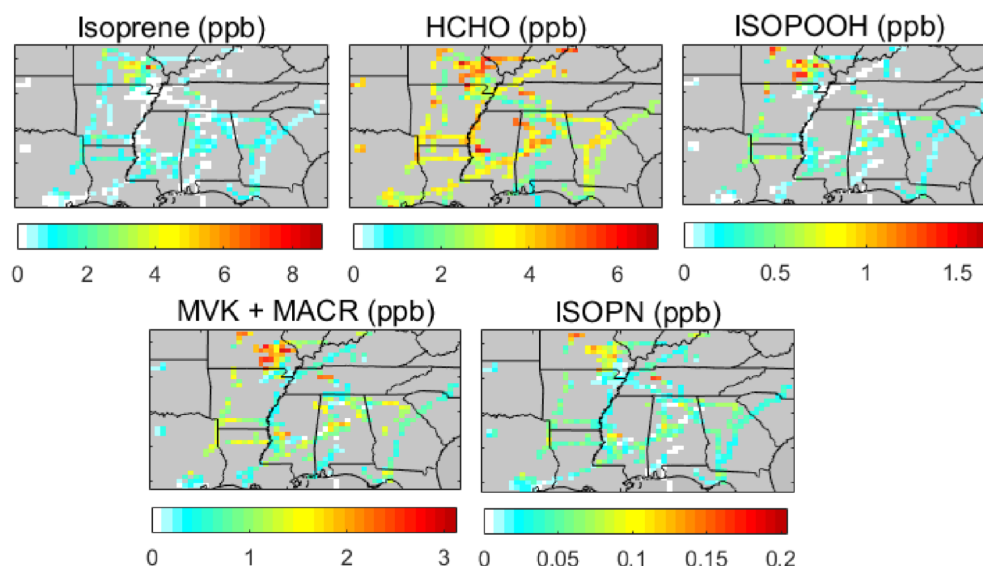 Isoprene (ppb) HCHO (ppb) ISOPOOH (ppb)
0 2 4 6 8 0 2 4 6 0 0.5 1 1.5
MVK + MACR (ppb) ISOPN (ppb)
0 1 2 3 0 0.05 0.1 0.15 0.2